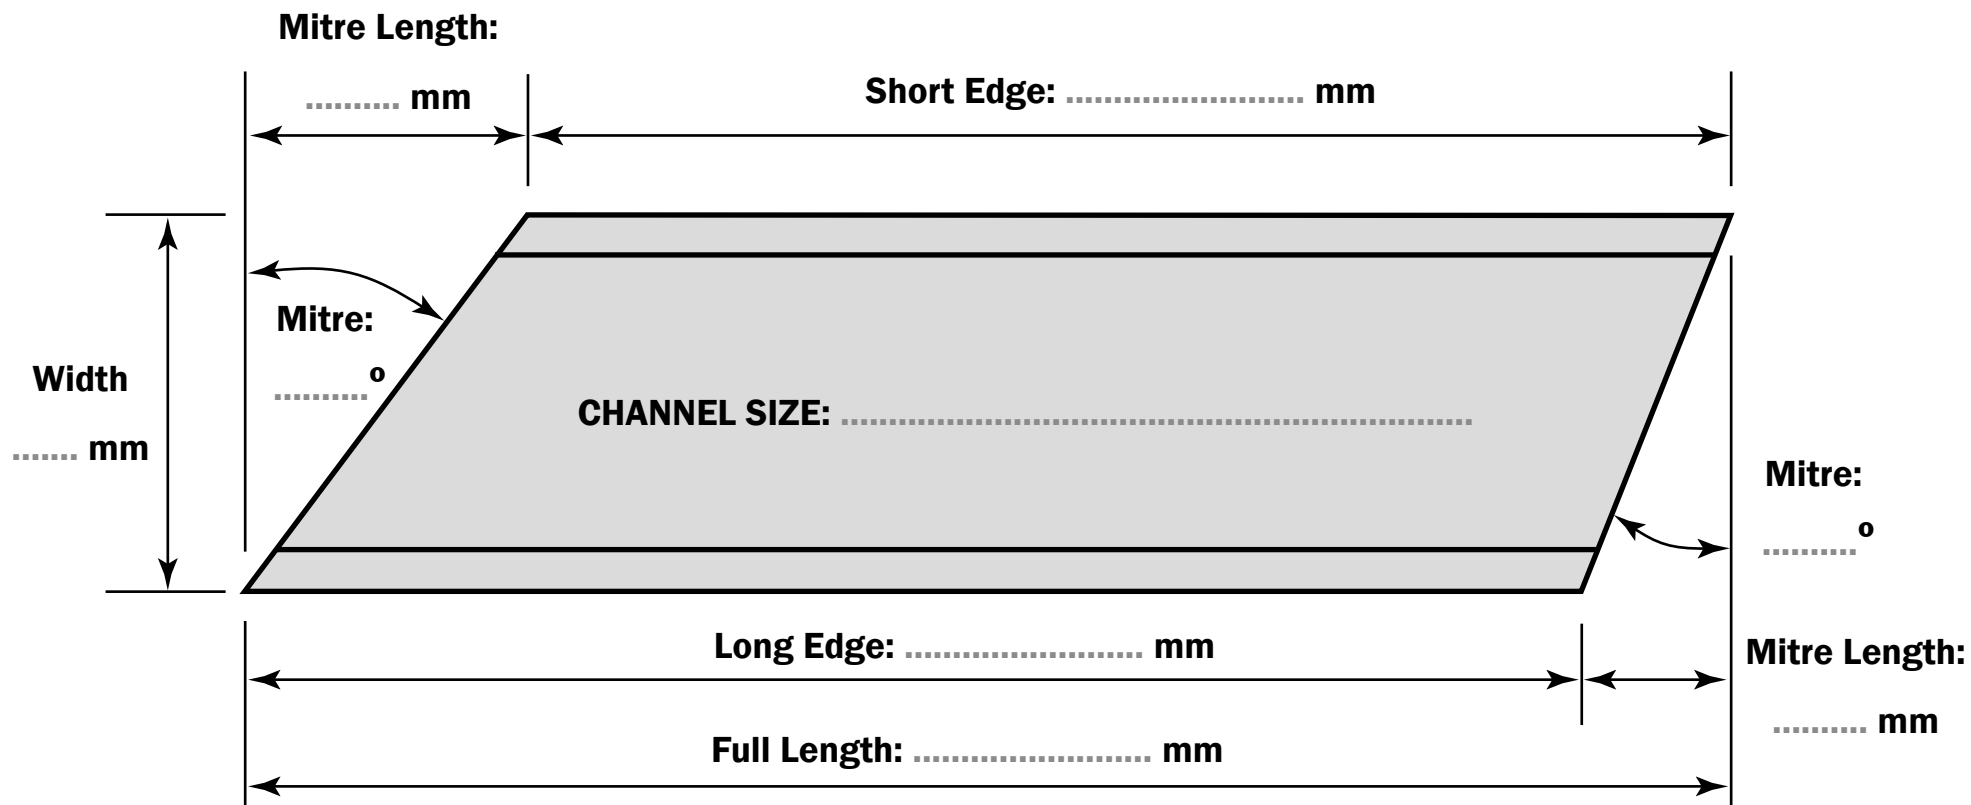 Mitre Length:
.......... mm
Short Edge: .......................... mm
Mitre:
..........º
Width
....... mm
CHANNEL SIZE: ......................................................................
Mitre:
..........º
Long Edge: .......................... mm
Mitre Length:
.......... mm
Full Length: .......................... mm